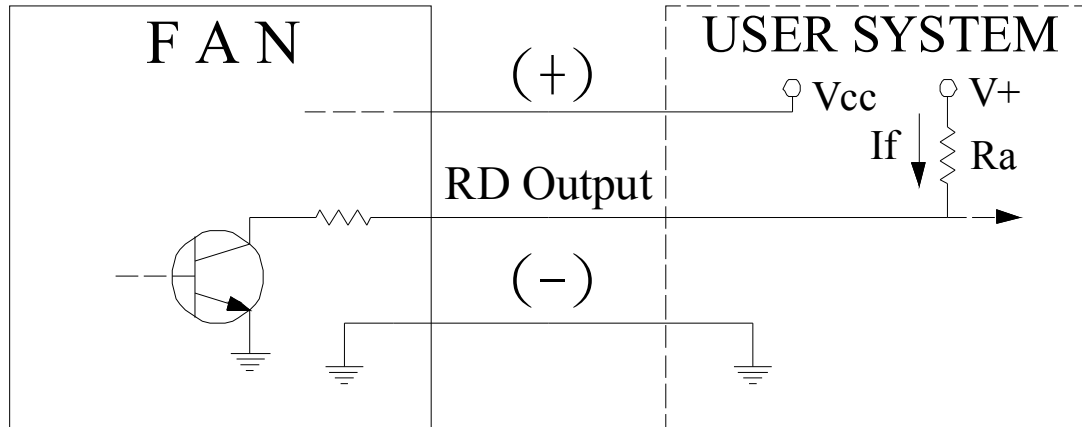 F A N
USER SYSTEM
(+)
Vcc
V+
If
Ra
RD Output
(-)